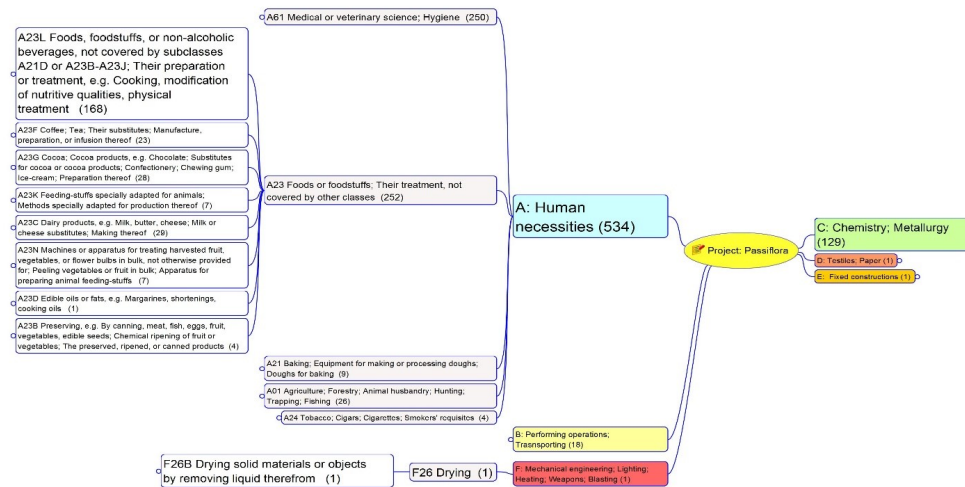 A61 Medical or veterinary science; Hygiene (250)
A23L Foods, foodstuffs, or non-alcoholic
beverages, not covered by subclasses
A21D or A23B-A23J; Their preparation
or treatment, e.g. Cooking, modification
of nutritive qualities, physical
treatment (168)
A23F Coffee; Tea; Their substitutes; Manufacture,
preparation, or infusion thereof (23)
A23G Cocoa; Cocoa products, e.g. Chocolate; Substitutes
for cocoa or cocoa products; Confectionery; Chewing gum;
Ice-cream; Preparation thereof (28)
A23K Feeding-stuffs specially adapted for animals;
Methods specially adapted for production thereof (7)
A23C Dairy products, e.g. Milk, butter, cheese; Milk or
cheese substitutes; Making thereof (29)
A23N Machines or apparatus for treating harvested fruit,
vegetables, or flower bulbs in bulk, not otherwise provided
for; Peeling vegetables or fruit in bulk; Apparatus for
preparing animal feeding-stuffs (7)
A23D Edible oils or fats, e.g. Margarines, shortenings,
cooking oils (1)
A23B Preserving, e.g. By canning, meat, fish, eggs, fruit,
vegetables, edible seeds; Chemical ripening of fruit or
vegetables; The preserved, ripened, or canned products (4)
A23 Foods or foodstuffs; Their treatment, not
covered by other classes (252)
A21 Baking; Equipment for making or processing doughs;
Doughs for baking (9)
A01 Agriculture; Forestry; Animal husbandry; Hunting;
Trapping; Fishing (26)
A24 Tobacco; Cigars; Cigarettes; Smokers' requisites (4)
A: Human
necessities (534)
Project: Passiflora
C: Chemistry; Metallurgy
(129)
D: Textiles; Paper (1)
E: Fixed constructions (1)
B: Performing operations;
Trasnsporting (18)
F: Mechanical engineering; Lighting;
Heating; Weapons; Blasting (1)
F26 Drying (1)
F26B Drying solid materials or objects
by removing liquid therefrom (1)